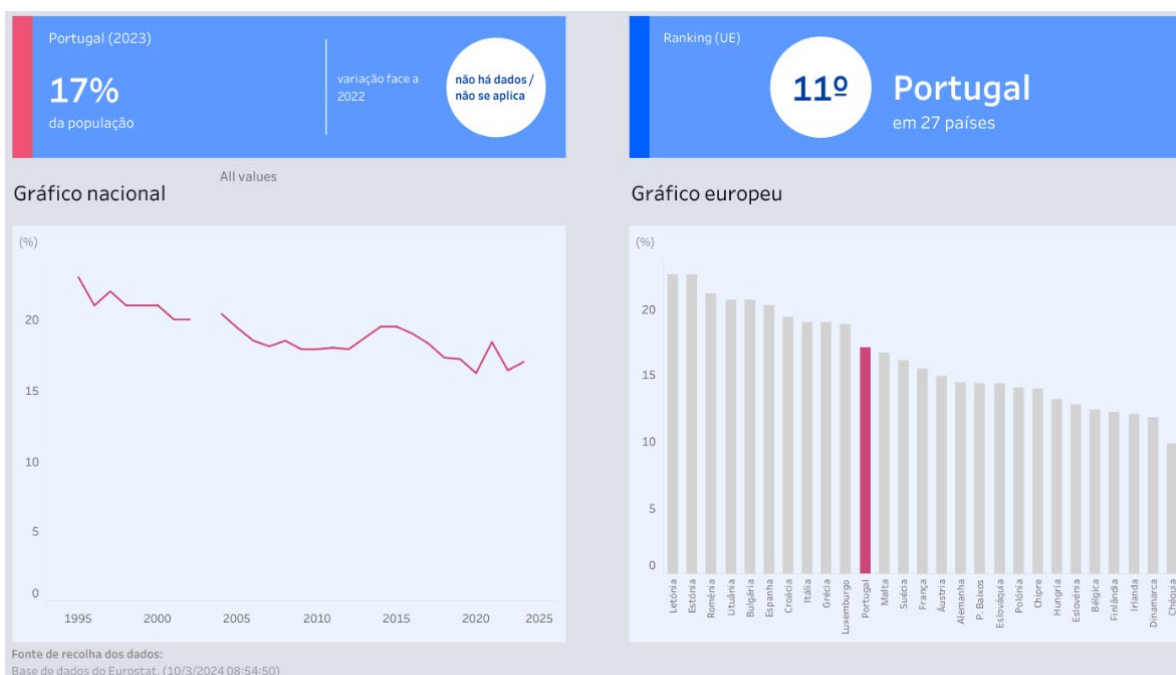 Portugal (2023)
17%
da população
variação face a
2022
não há dados /
não se aplica
Ranking (UE)
11º
Portugal
em 27 países
All values
Gráfico nacional
(%)
20
15
10
5
0
1995
2000
2005
2010
2015
2020
2025
Gráfico europeu
(%)
20
15
10
5
0
Letónia
Estónia
Roménia
Lituânia
Bulgária
Espanha
Croácia
Itália
Grécia
Luxemburgo
Portugal
Malta
Suécia
França
Áustria
Alemanha
P. Baixos
Eslováquia
Polónia
Chipre
Hungria
Eslovénia
Bélgica
Finlândia
Irlanda
Dinamarca
Chéquia
Fonte de recolha dos dados:
Base de dados do Eurostat, (10/3/2024 08:54:50)